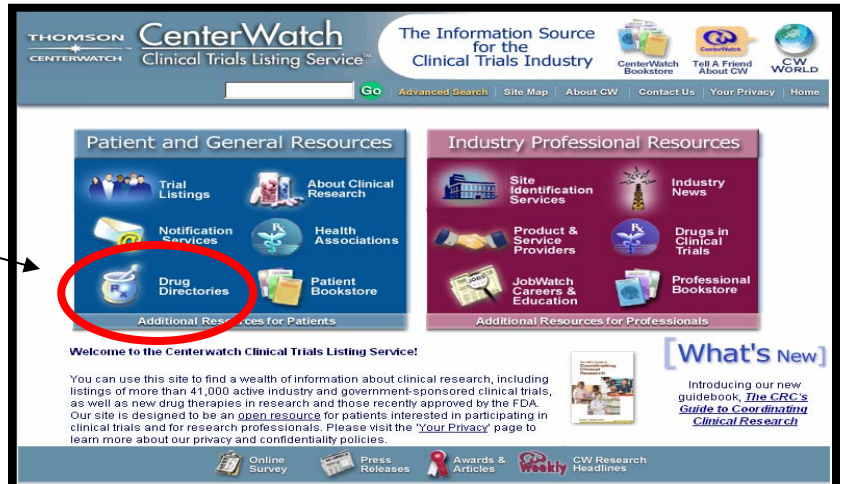 THOMSON
CENTERWATCH
CenterWatch
Clinical Trials Listing Service™
The Information Source
for the
Clinical Trials Industry
CenterWatch
CenterWatch
Bookstore
Tell A Friend
About CW
CW
WORLD
Go
Advanced Search | Site Map | About CW | Contact Us | Your Privacy | Home
Patient and General Resources
Trial
Listings
About Clinical
Research
Notification
Services
Health
Associations
Drug
Directories
Patient
Bookstore
Additional Resources for Patients
Industry Professional Resources
Site
Identification
Services
Industry
News
Product &
Service
Providers
Drugs in
Clinical
Trials
JOBS
JobWatch
Careers &
Education
Professional
Bookstore
Additional Resources for Professionals
Welcome to the Centerwatch Clinical Trials Listing Service!
You can use this site to find a wealth of information about clinical research, including
listings of more than 41,000 active industry and government-sponsored clinical trials,
as well as new drug therapies in research and those recently approved by the FDA.
Our site is designed to be an open resource for patients interested in participating in
clinical trials and for research professionals. Please visit the 'Your Privacy' page to
learn more about our privacy and confidentiality policies.
Coordinating
Clinical
Research
[What's New]
Introducing our new
guidebook, The CRC's
Guide to Coordinating
Clinical Research
Online
Survey
Press
Releases
Awards &
Articles
Weekly
CW Research
Headlines